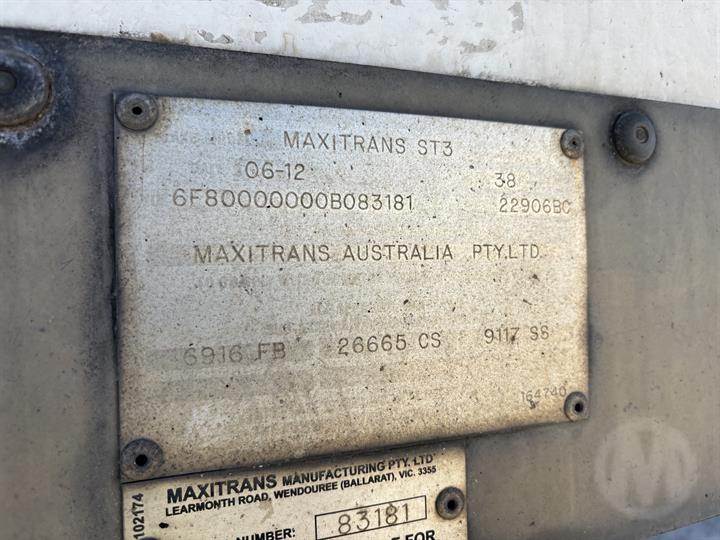 MAXITRANS ST3
06-12 38
6F80000000B083181 22906BC
MAXITRANS AUSTRALIA PTY.LTD.
6916 FB 26665 CS 9117 SS
164740
102174
MAXITRANS MANUFACTURING PTY. LTD
LEARMONTH ROAD, WENDOUREE (BALLARAT), VIC. 3355
NUMBER: 83181
FOR
M